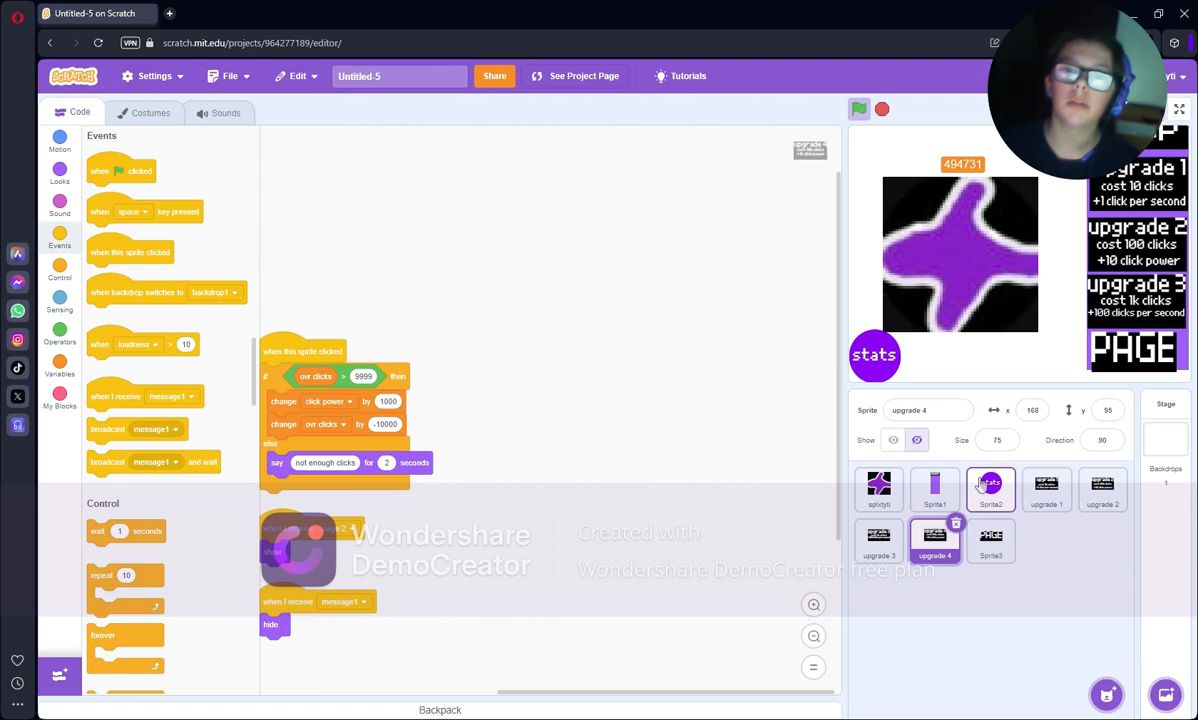 Untitled-5 on Scratch
VPN
scratch.mit.edu/projects/964277189/editor/
SCRATCH
Settings
File
Edit
Untitled-5
Share
See Project Page
Tutorials
Code
Costumes
Sounds
Motion
Looks
Sound
Events
Control
Sensing
Operators
Variables
My Blocks
Events
when clicked
when space key pressed
when this sprite clicked
when backdrop switches to backdrop1
when loudness > 10
when I receive message1
broadcast message1
broadcast message1 and wait
Control
wait 1 seconds
repeat 10
forever
when this sprite clicked
if ovr clicks > 9999 then
change click power by 1000
change ovr clicks by -10000
else
say not enough clicks for 2 seconds
show
when I receive message1
hide
Wondershare
DemoCreator
Created with
Wondershare DemoCreator free plan
494731
stats
upgrade 1
cost 10 clicks
+1 click per second
upgrade 2
cost 100 clicks
+10 click power
upgrade 3
cost 1k clicks
+100 clicks per second
PAGE
Sprite
upgrade 4
x
168
y
95
Show
Size
75
Direction
90
splxtyti
Sprite1
Sprite2
upgrade 1
upgrade 2
upgrade 3
upgrade 4
Sprite3
Stage
Backdrops
1
Backpack